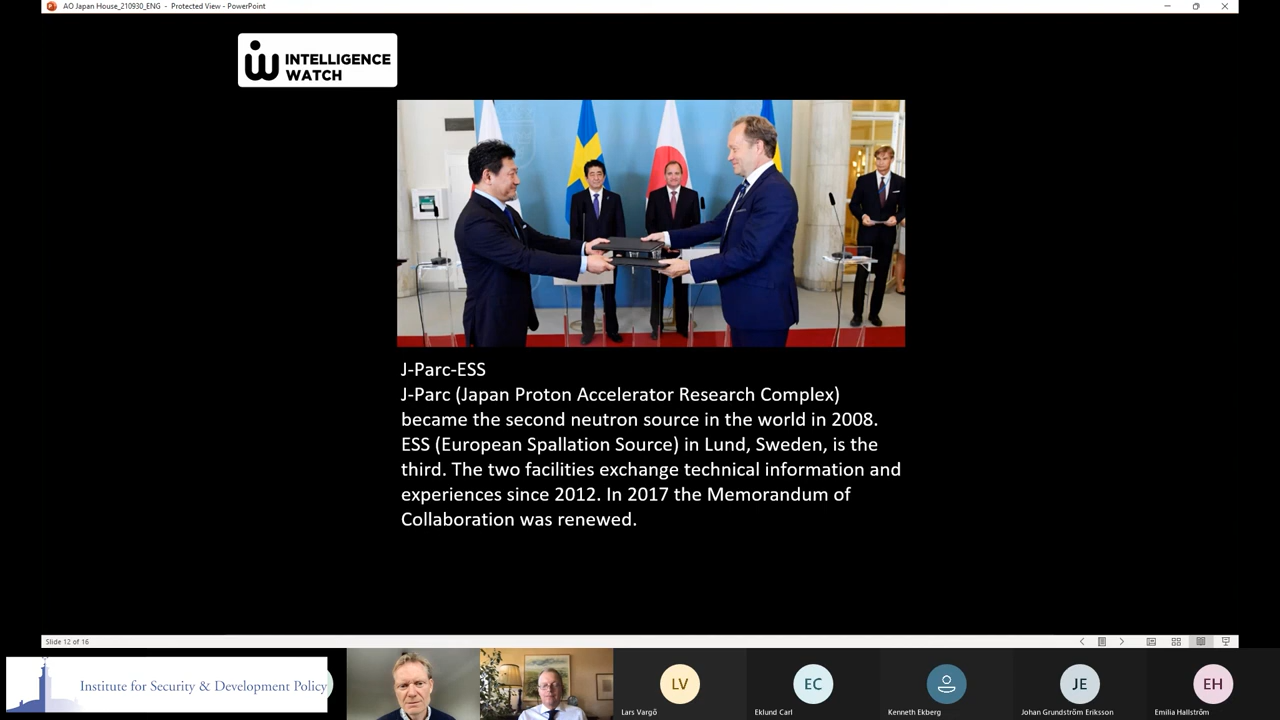 AO Japan House_210930_ENG - Protected View - PowerPoint
INTELLIGENCE
WATCH
J-Parc-ESS
J-Parc (Japan Proton Accelerator Research Complex)
became the second neutron source in the world in 2008.
ESS (European Spallation Source) in Lund, Sweden, is the
third. The two facilities exchange technical information and
experiences since 2012. In 2017 the Memorandum of
Collaboration was renewed.
Slide 12 of 16
Institute for Security & Development Policy
LV
EC
JE
EH
Lars Vargö
Eklund Carl
Kenneth Ekberg
Johan Grundström Eriksson
Emilia Hallström